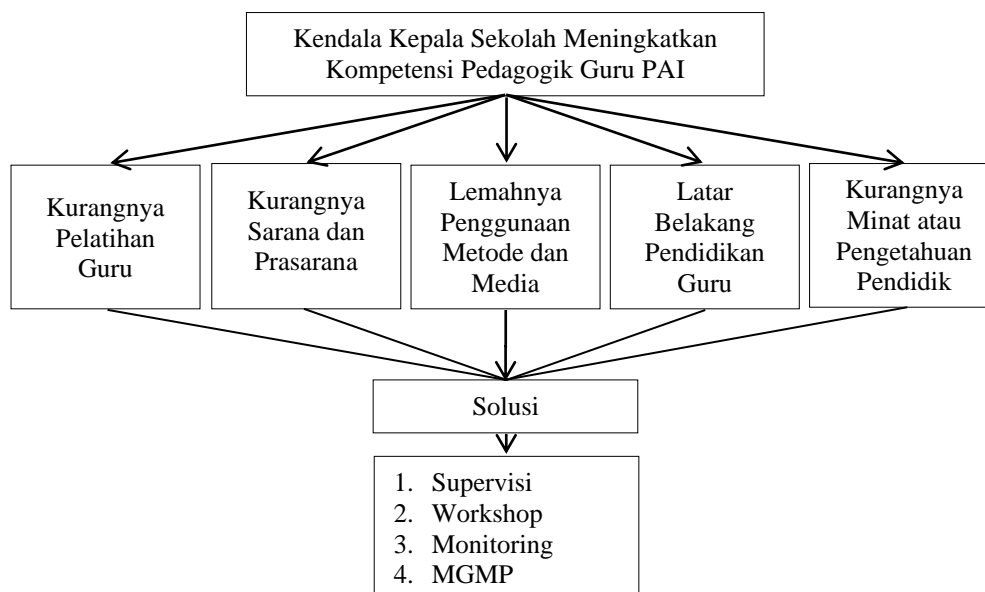 Kendala Kepala Sekolah Meningkatkan
Kompetensi Pedagogik Guru PAI
Kurangnya
Pelatihan
Guru
Kurangnya
Sarana dan
Prasarana
Lemahnya
Penggunaan
Metode dan
Media
Latar
Belakang
Pendidikan
Guru
Kurangnya
Minat atau
Pengetahuan
Pendidik
Solusi
1. Supervisi
2. Workshop
3. Monitoring
4. MGMP